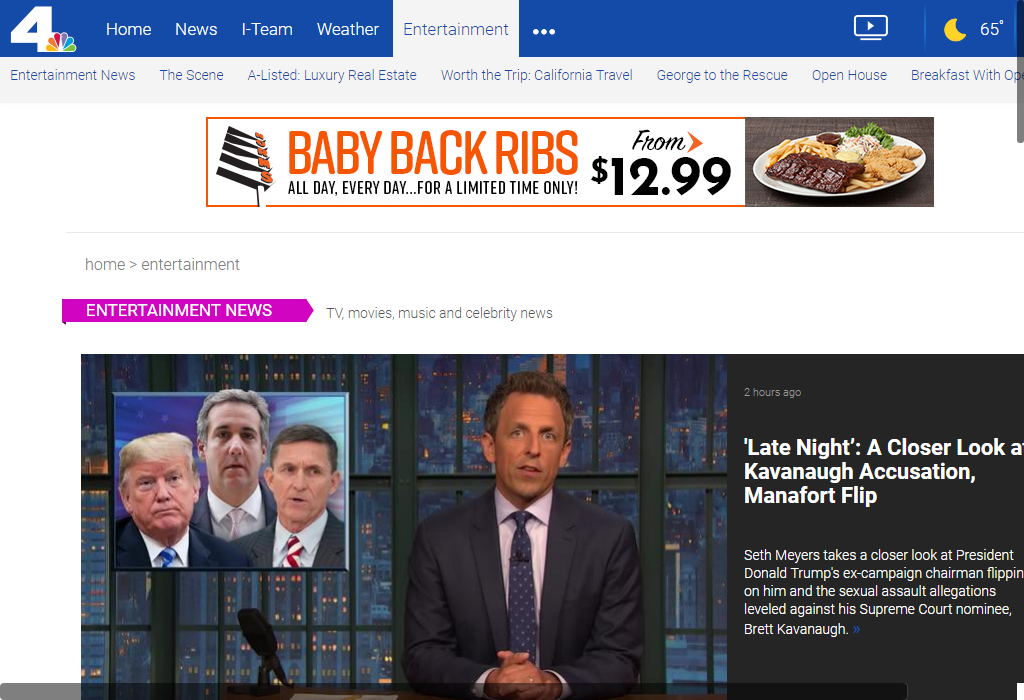 4 Home News I-Team Weather Entertainment ••• 65°
Entertainment News The Scene A-Listed: Luxury Real Estate Worth the Trip: California Travel George to the Rescue Open House Breakfast With Ope
BABY BACK RIBS
ALL DAY, EVERY DAY...FOR A LIMITED TIME ONLY!
From
$12.99
home > entertainment
ENTERTAINMENT NEWS
TV, movies, music and celebrity news
2 hours ago
'Late Night’: A Closer Look at
Kavanaugh Accusation,
Manafort Flip
Seth Meyers takes a closer look at President
Donald Trump's ex-campaign chairman flippin
on him and the sexual assault allegations
leveled against his Supreme Court nominee,
Brett Kavanaugh. »